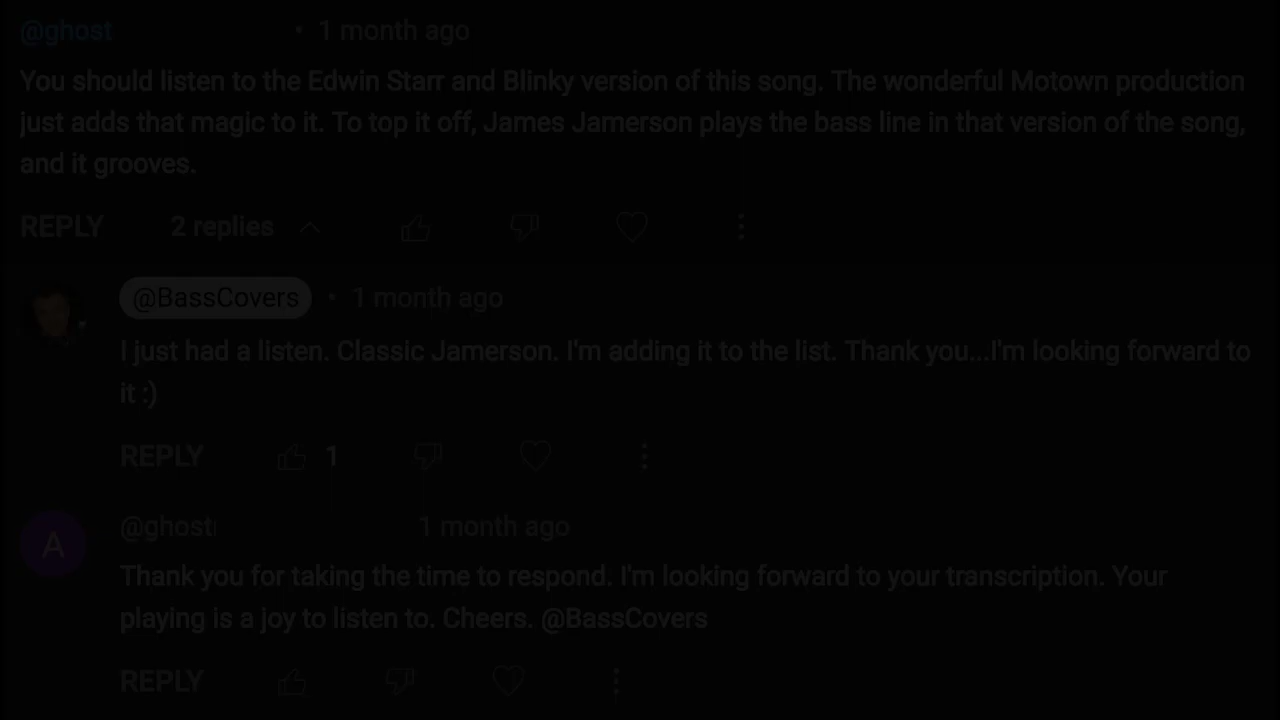 @ghost • 1 month ago
You should listen to the Edwin Starr and Blinky version of this song. The wonderful Motown production
just adds that magic to it. To top it off, James Jamerson plays the bass line in that version of the song,
and it grooves.
REPLY 2 replies
@BassCovers • 1 month ago
I just had a listen. Classic Jamerson. I'm adding it to the list. Thank you...I'm looking forward to
it :)
REPLY 1
A
@ghost 1 month ago
Thank you for taking the time to respond. I'm looking forward to your transcription. Your
playing is a joy to listen to. Cheers. @BassCovers
REPLY